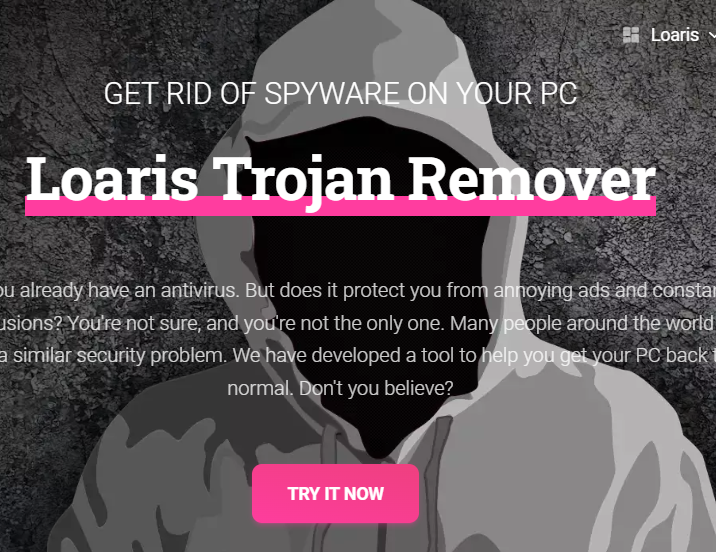 Loaris
GET RID OF SPYWARE ON YOUR PC
Loaris Trojan Remover
already have an antivirus. But does it protect you from annoying ads and
You're not sure, and you're not the only one. Many people around the world
a similar security problem. We have developed a tool to help you get your PC back
normal. Don't you believe?
TRY IT NOW